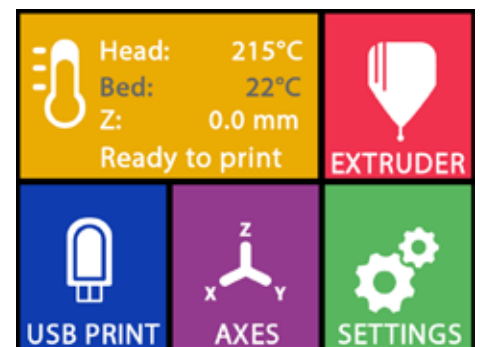 Head: 215°C
Bed: 22°C
Z: 0.0 mm
Ready to print
EXTRUDER
Z
X Y
USB PRINT
AXES
SETTINGS